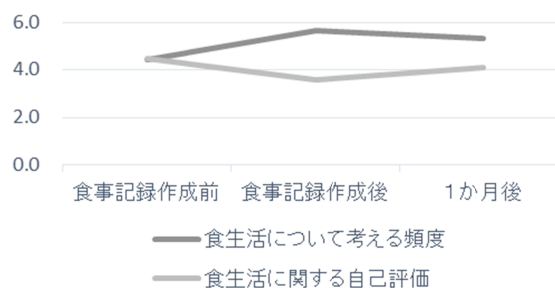 6.0
4.0
2.0
0.0
食事記録作成前 食事記録作成後 1か月後
食生活について考える頻度
食生活に関する自己評価